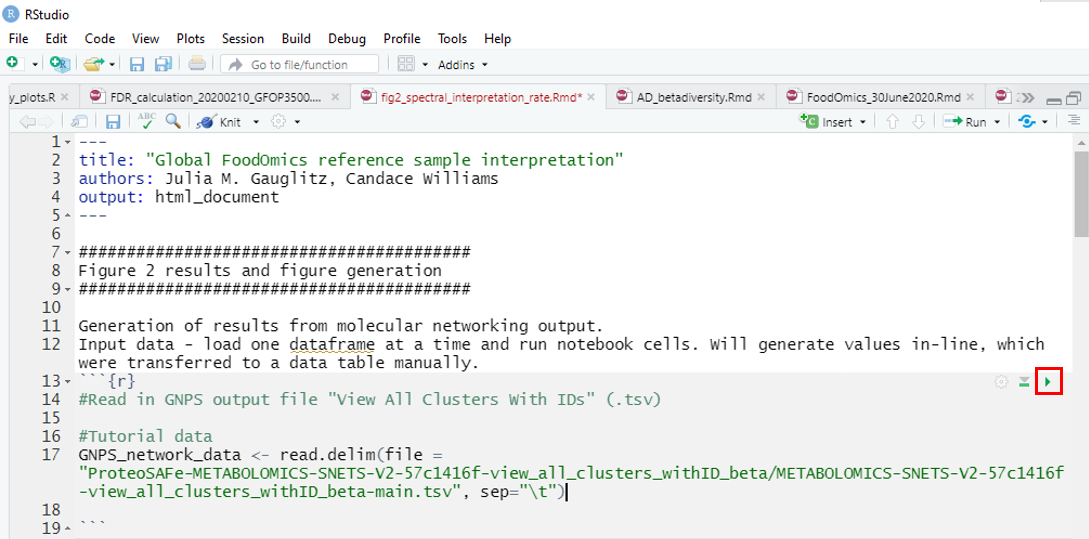 RStudio
File Edit Code View Plots Session Build Debug Profile Tools Help
Go to file/function Addins
y_plots.R FDR_calculation_20200210_GFOP3500.... fig2_spectral_interpretation_rate.Rmd* AD_betadiversity.Rmd FoodOmics_30June2020.Rmd
ABC Knit Insert Run
1 ---
2 title: "Global FoodOmics reference sample interpretation"
3 authors: Julia M. Gauglitz, Candace Williams
4 output: html_document
5 ---
6
7 #########################################
8 Figure 2 results and figure generation
9 #########################################
10
11 Generation of results from molecular networking output.
12 Input data - load one dataframe at a time and run notebook cells. Will generate values in-line, which
were transferred to a data table manually.
13 ```{r}
14 #Read in GNPS output file "View All Clusters With IDs" (.tsv)
15
16 #Tutorial data
17 GNPS_network_data <- read.delim(file =
"ProteoSAFe-METABOLOMICS-SNETS-V2-57c1416f-view_all_clusters_withID_beta/METABOLOMICS-SNETS-V2-57c1416f
-view_all_clusters_withID_beta-main.tsv", sep="\t")
18
19 ```